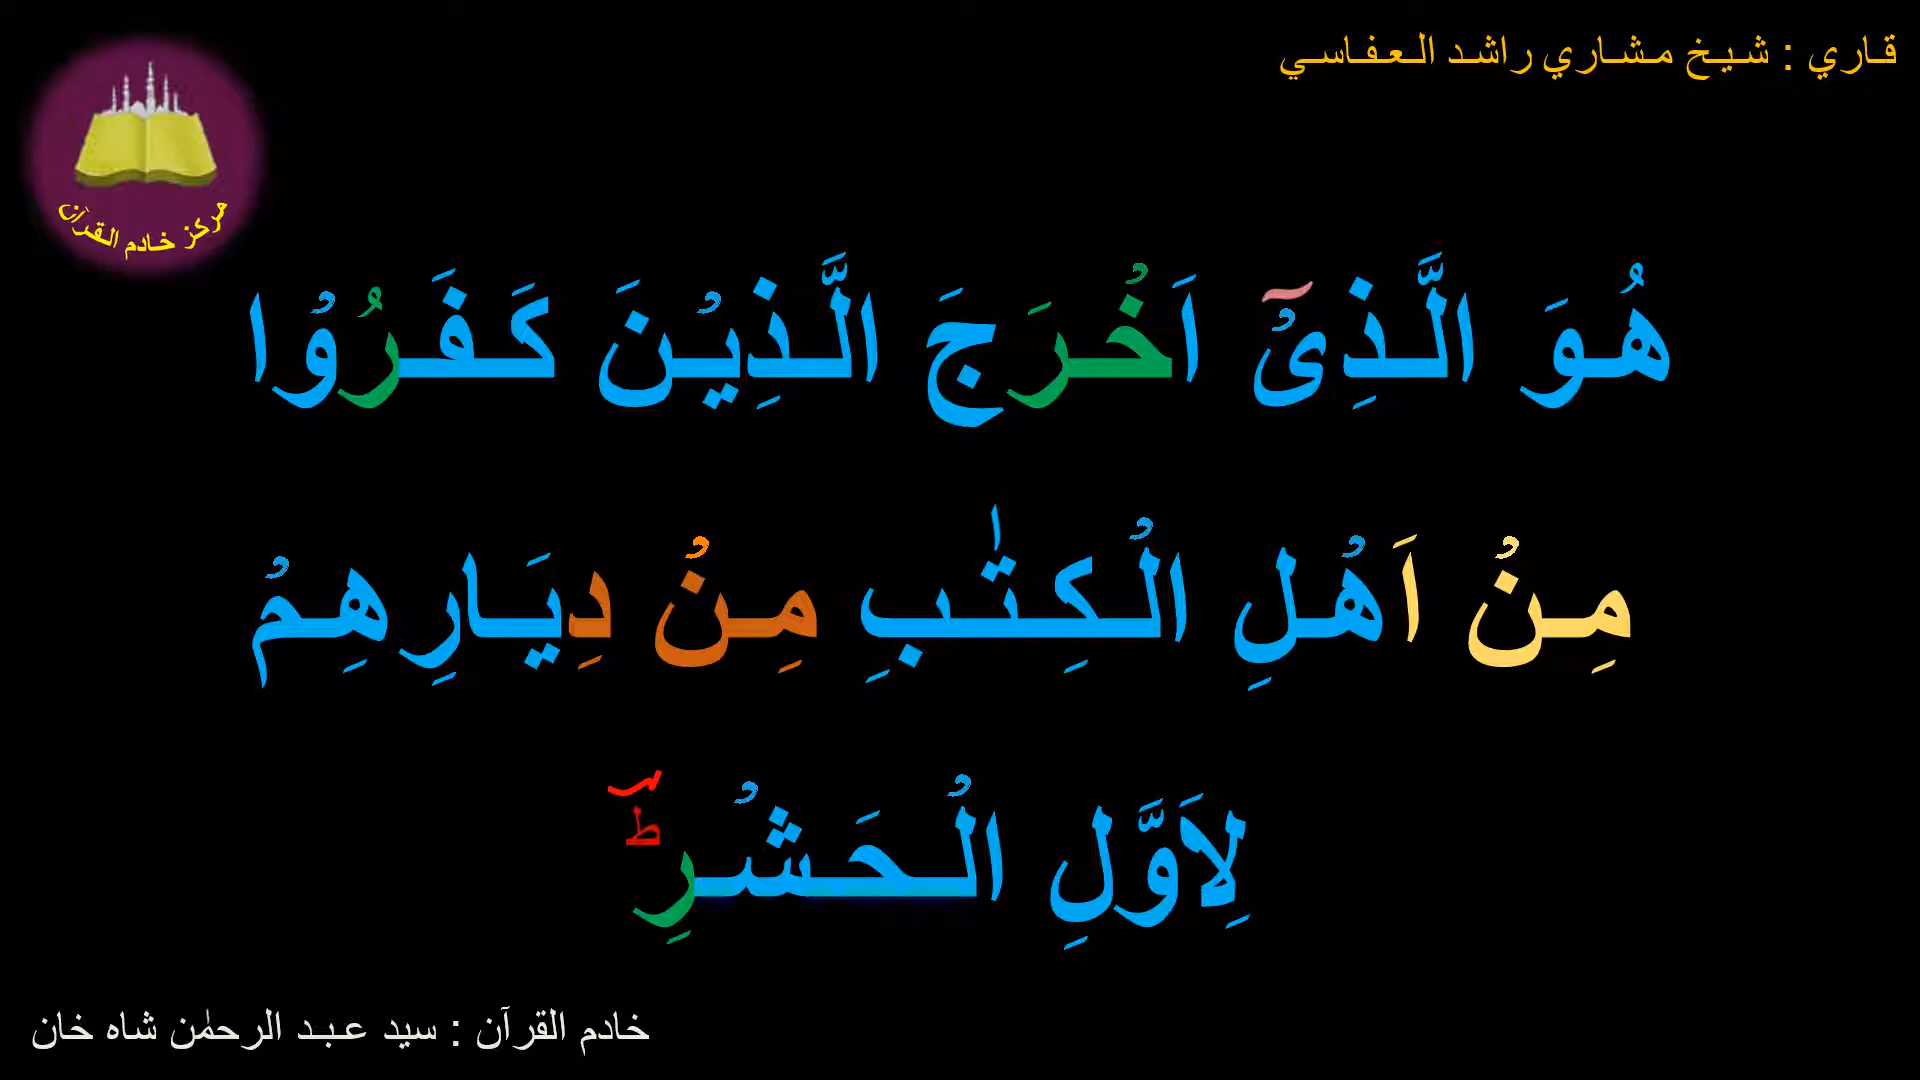 قاري : شيخ مشاري راشد العفاسي
مركز خادم القرآن
هُوَ الَّذِىْۤ اَخْرَجَ الَّذِيْنَ كَفَرُوْا
مِنْ اَهْلِ الْكِتٰبِ مِنْ دِيَارِهِمْ
لِاَوَّلِ الْحَشْرِ ؕؔ
خادم القرآن : سيد عبد الرحمٰن شاه خان